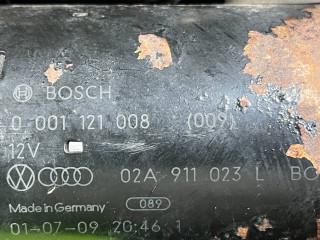 BOSCH
0 001 121 008 (009)
12V
02A 911 023 L BO
Made in Germany 089
01-07-09 20:46 1